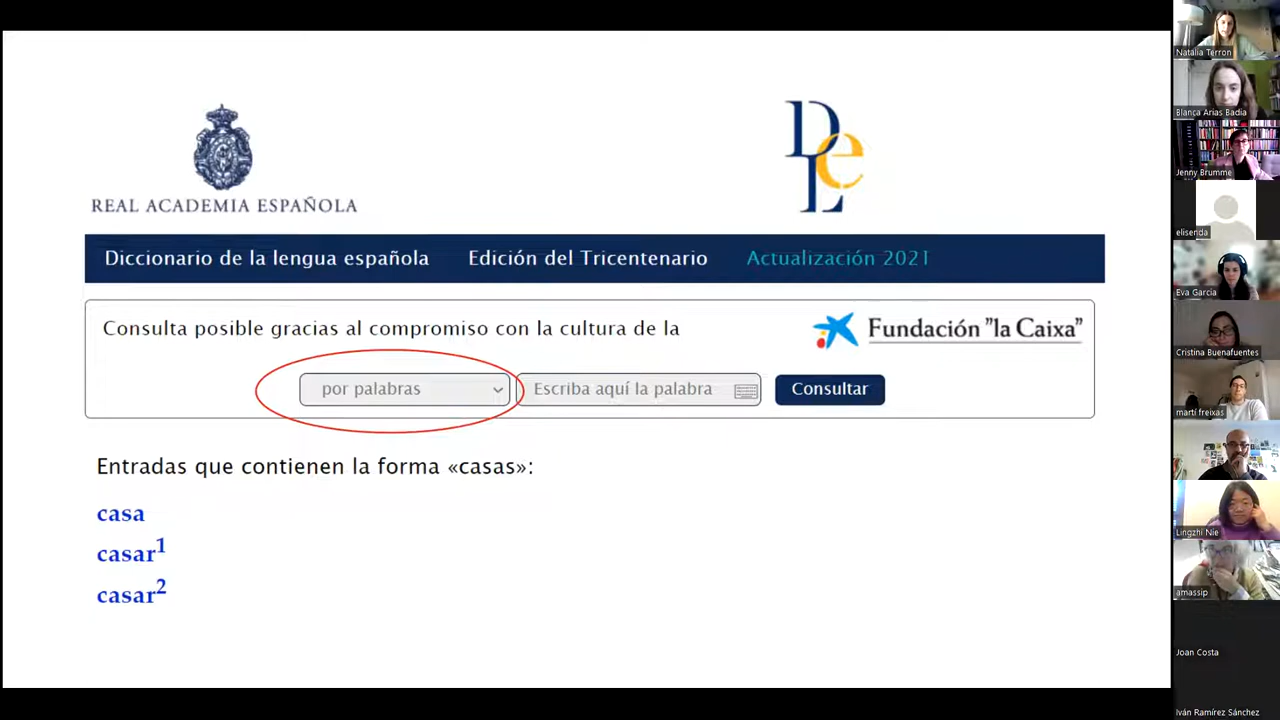 REAL ACADEMIA ESPAÑOLA
DLe
Diccionario de la lengua española Edición del Tricentenario Actualización 2021
Consulta posible gracias al compromiso con la cultura de la
Fundación "la Caixa"
por palabras
Escriba aquí la palabra
Consultar
Entradas que contienen la forma «casas»:
casa
casar¹
casar²
Natalia Terron
Blanca Arias Badia
Jenny Brumme
elisenda
Eva Garcia
Cristina Buenafuentes
martí freixas
Lingzhi Nie
amassip
Joan Costa
Iván Ramírez Sánchez